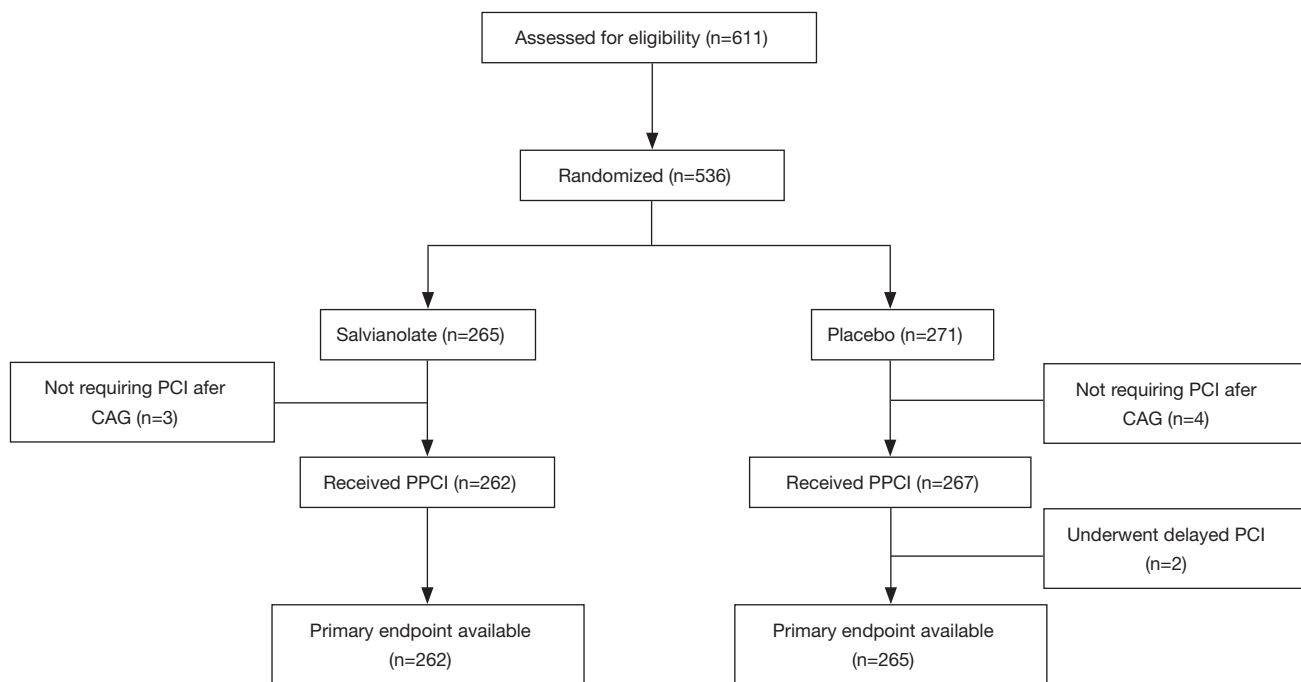 Assessed for eligibility (n=611)
Randomized (n=536)
Salvianolate (n=265)
Placebo (n=271)
Not requiring PCI afer
CAG (n=3)
Not requiring PCI afer
CAG (n=4)
Received PPCI (n=262)
Received PPCI (n=267)
Underwent delayed PCI
(n=2)
Primary endpoint available
(n=262)
Primary endpoint available
(n=265)